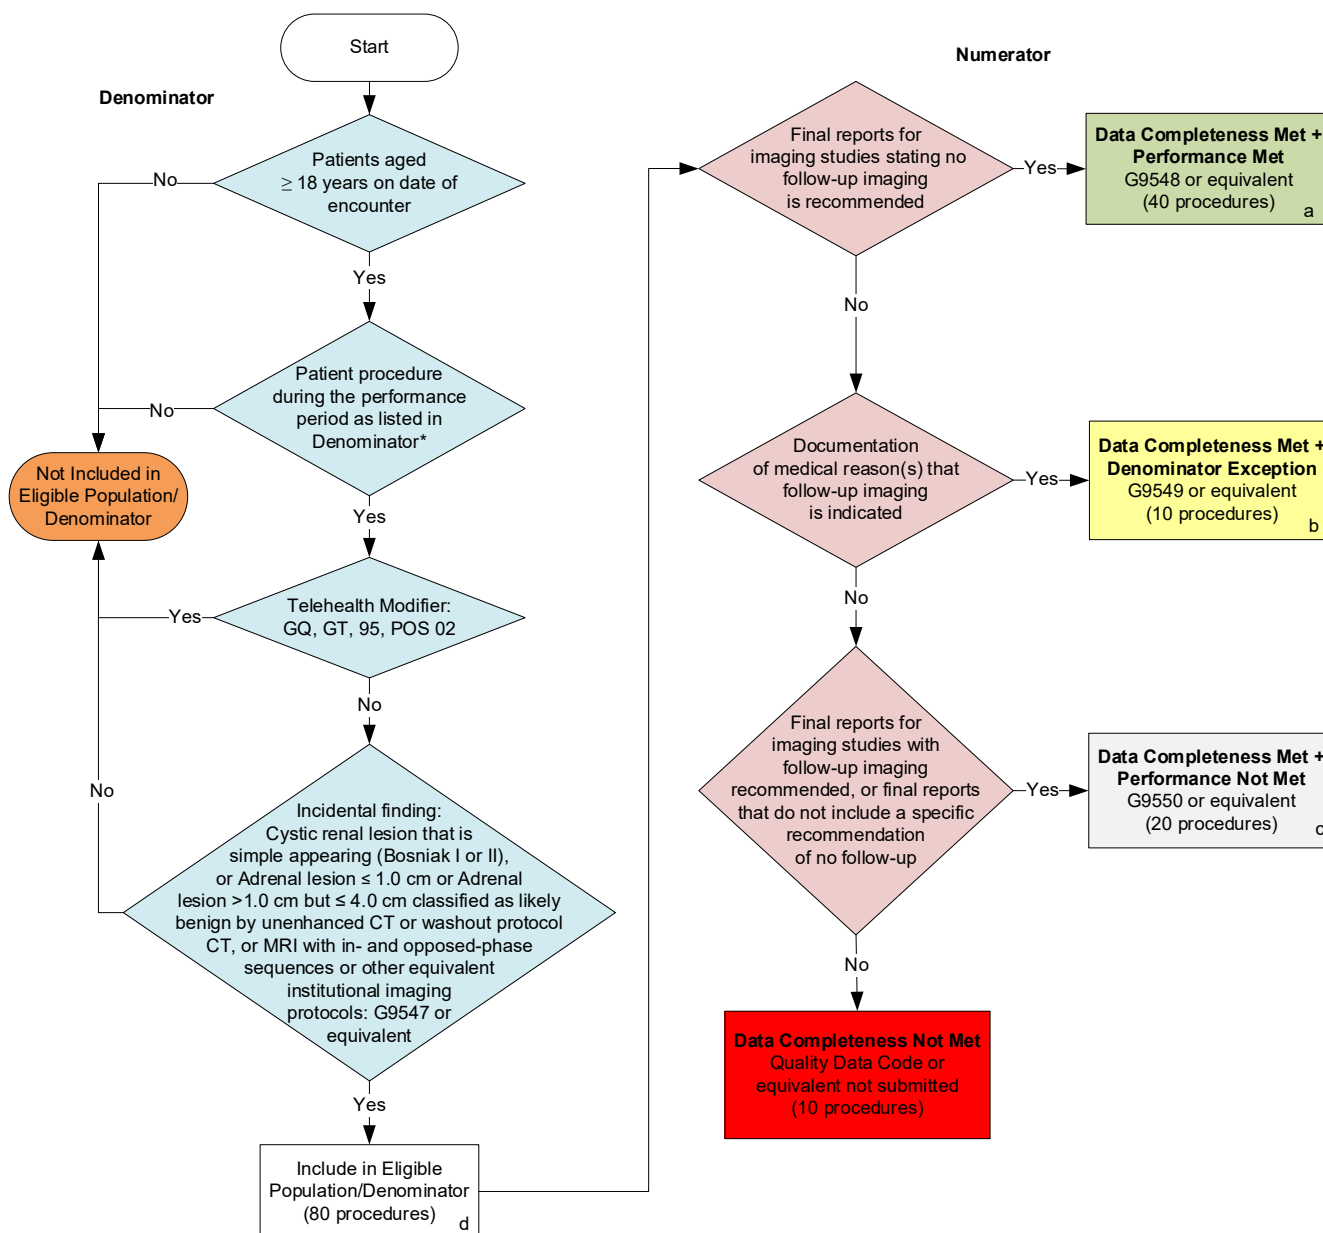 Start
Denominator
Patients aged
≥ 18 years on date of
encounter
No
Yes
Patient procedure
during the performance
period as listed in
Denominator*
No
Not Included in
Eligible Population/
Denominator
Yes
Telehealth Modifier:
GQ, GT, 95, POS 02
Yes
No
No
Incidental finding:
Cystic renal lesion that is
simple appearing (Bosniak I or II),
or Adrenal lesion ≤ 1.0 cm or Adrenal
lesion >1.0 cm but ≤ 4.0 cm classified as likely
benign by unenhanced CT or washout protocol
CT, or MRI with in- and opposed-phase
sequences or other equivalent
institutional imaging
protocols: G9547 or
equivalent
Yes
Include in Eligible
Population/Denominator
(80 procedures)
d
Numerator
Final reports for
imaging studies stating no
follow-up imaging
is recommended
Yes
Data Completeness Met +
Performance Met
G9548 or equivalent
(40 procedures)
a
No
Documentation
of medical reason(s) that
follow-up imaging
is indicated
Yes
Data Completeness Met +
Denominator Exception
G9549 or equivalent
(10 procedures)
b
No
Final reports for
imaging studies with
follow-up imaging
recommended, or final reports
that do not include a specific
recommendation
of no follow-up
Yes
Data Completeness Met +
Performance Not Met
G9550 or equivalent
(20 procedures)
c
No
Data Completeness Not Met
Quality Data Code or
equivalent not submitted
(10 procedures)